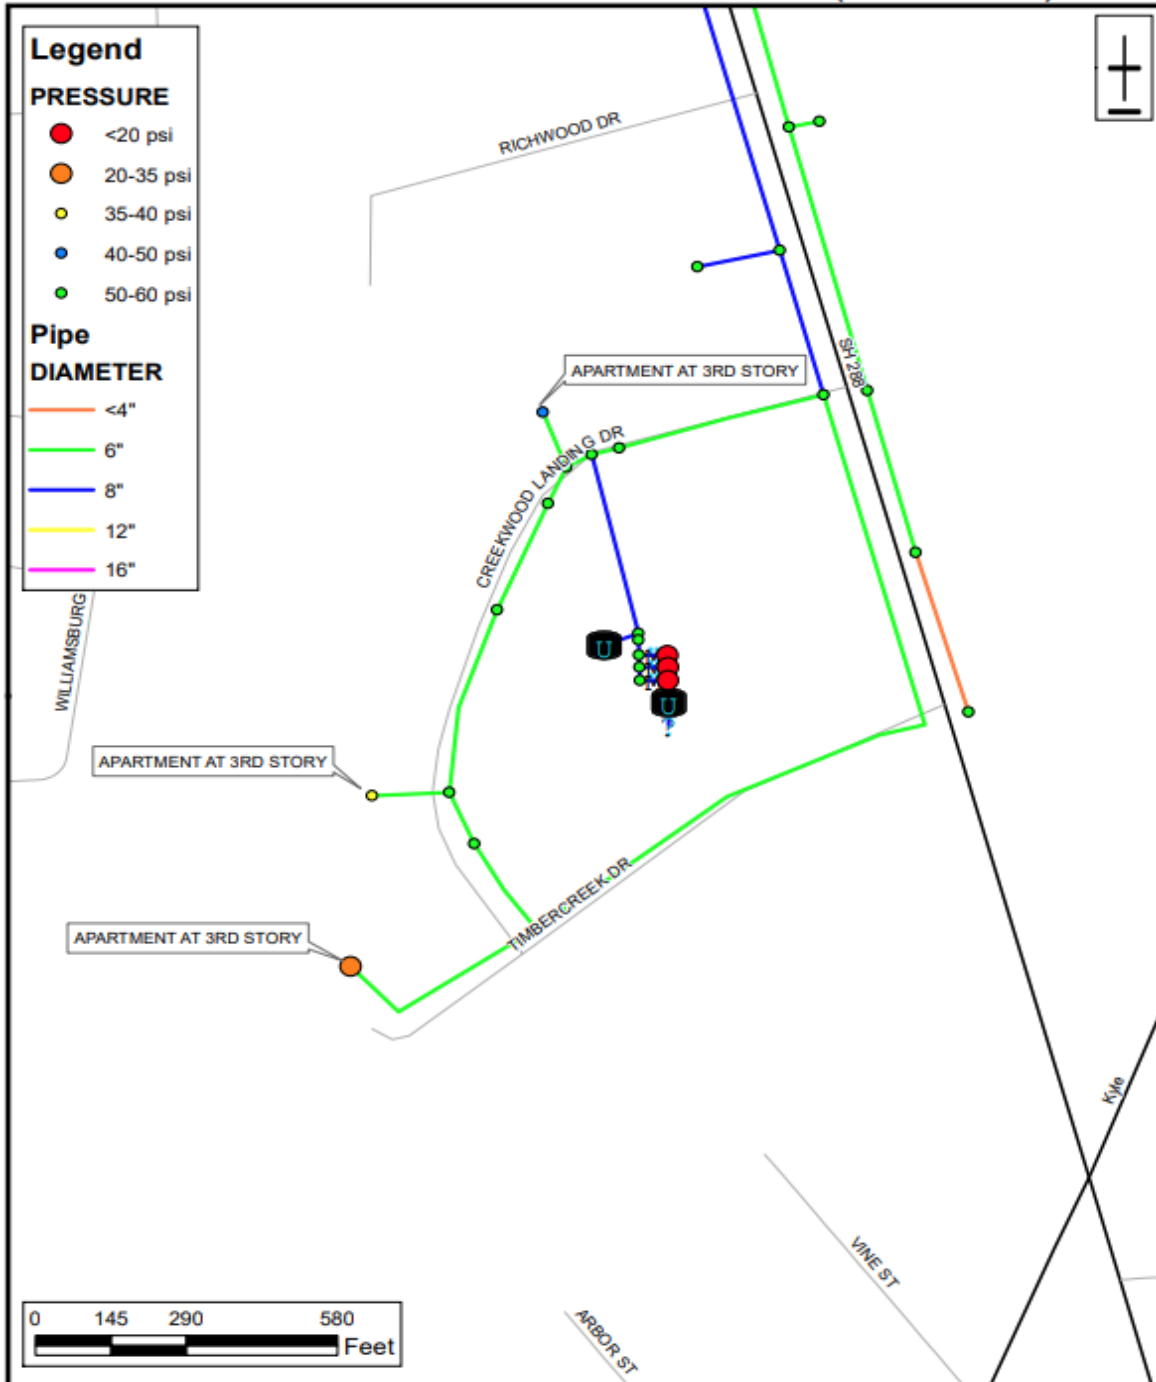 Legend
PRESSURE
<20 psi
20-35 psi
35-40 psi
40-50 psi
50-60 psi
Pipe
DIAMETER
<4"
6"
8"
12"
16"
RICHWOOD DR
SH 288
APARTMENT AT 3RD STORY
CREEKWOOD LANDING DR
WILLIAMSBURG
U
U
APARTMENT AT 3RD STORY
TIMBERCREEK DR
APARTMENT AT 3RD STORY
Kyle
VINE ST
ARBOR ST
0 145 290 580
Feet